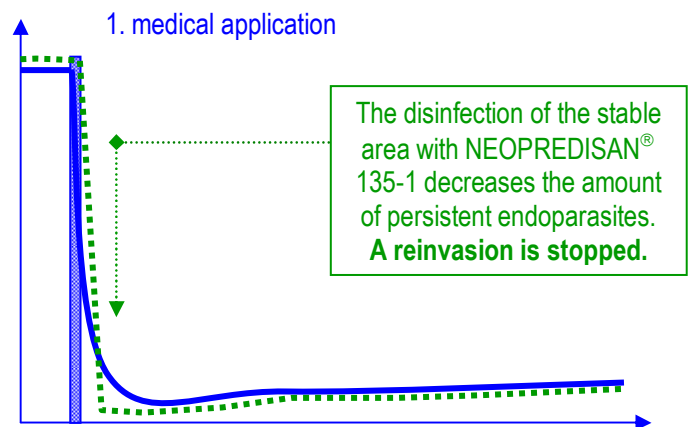 1. medical application
The disinfection of the stable
area with NEOPREDISAN®
135-1 decreases the amount
of persistent endoparasites.
A reinvasion is stopped.